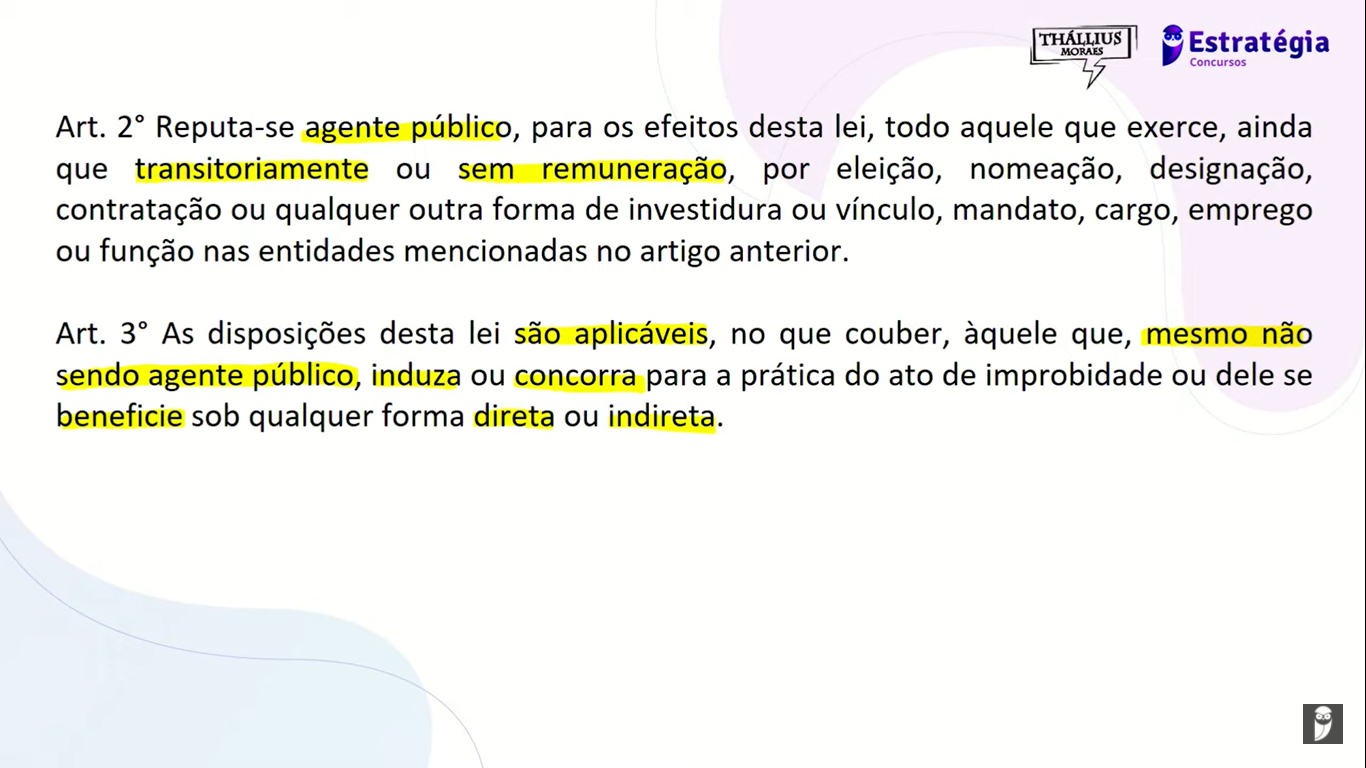 THÁLLIUS
MORAES
Estratégia
Concursos
Art. 2° Reputa-se agente público, para os efeitos desta lei, todo aquele que exerce, ainda
que transitoriamente ou sem remuneração, por eleição, nomeação, designação,
contratação ou qualquer outra forma de investidura ou vínculo, mandato, cargo, emprego
ou função nas entidades mencionadas no artigo anterior.
Art. 3° As disposições desta lei são aplicáveis, no que couber, àquele que, mesmo não
sendo agente público, induza ou concorra para a prática do ato de improbidade ou dele se
beneficie sob qualquer forma direta ou indireta.